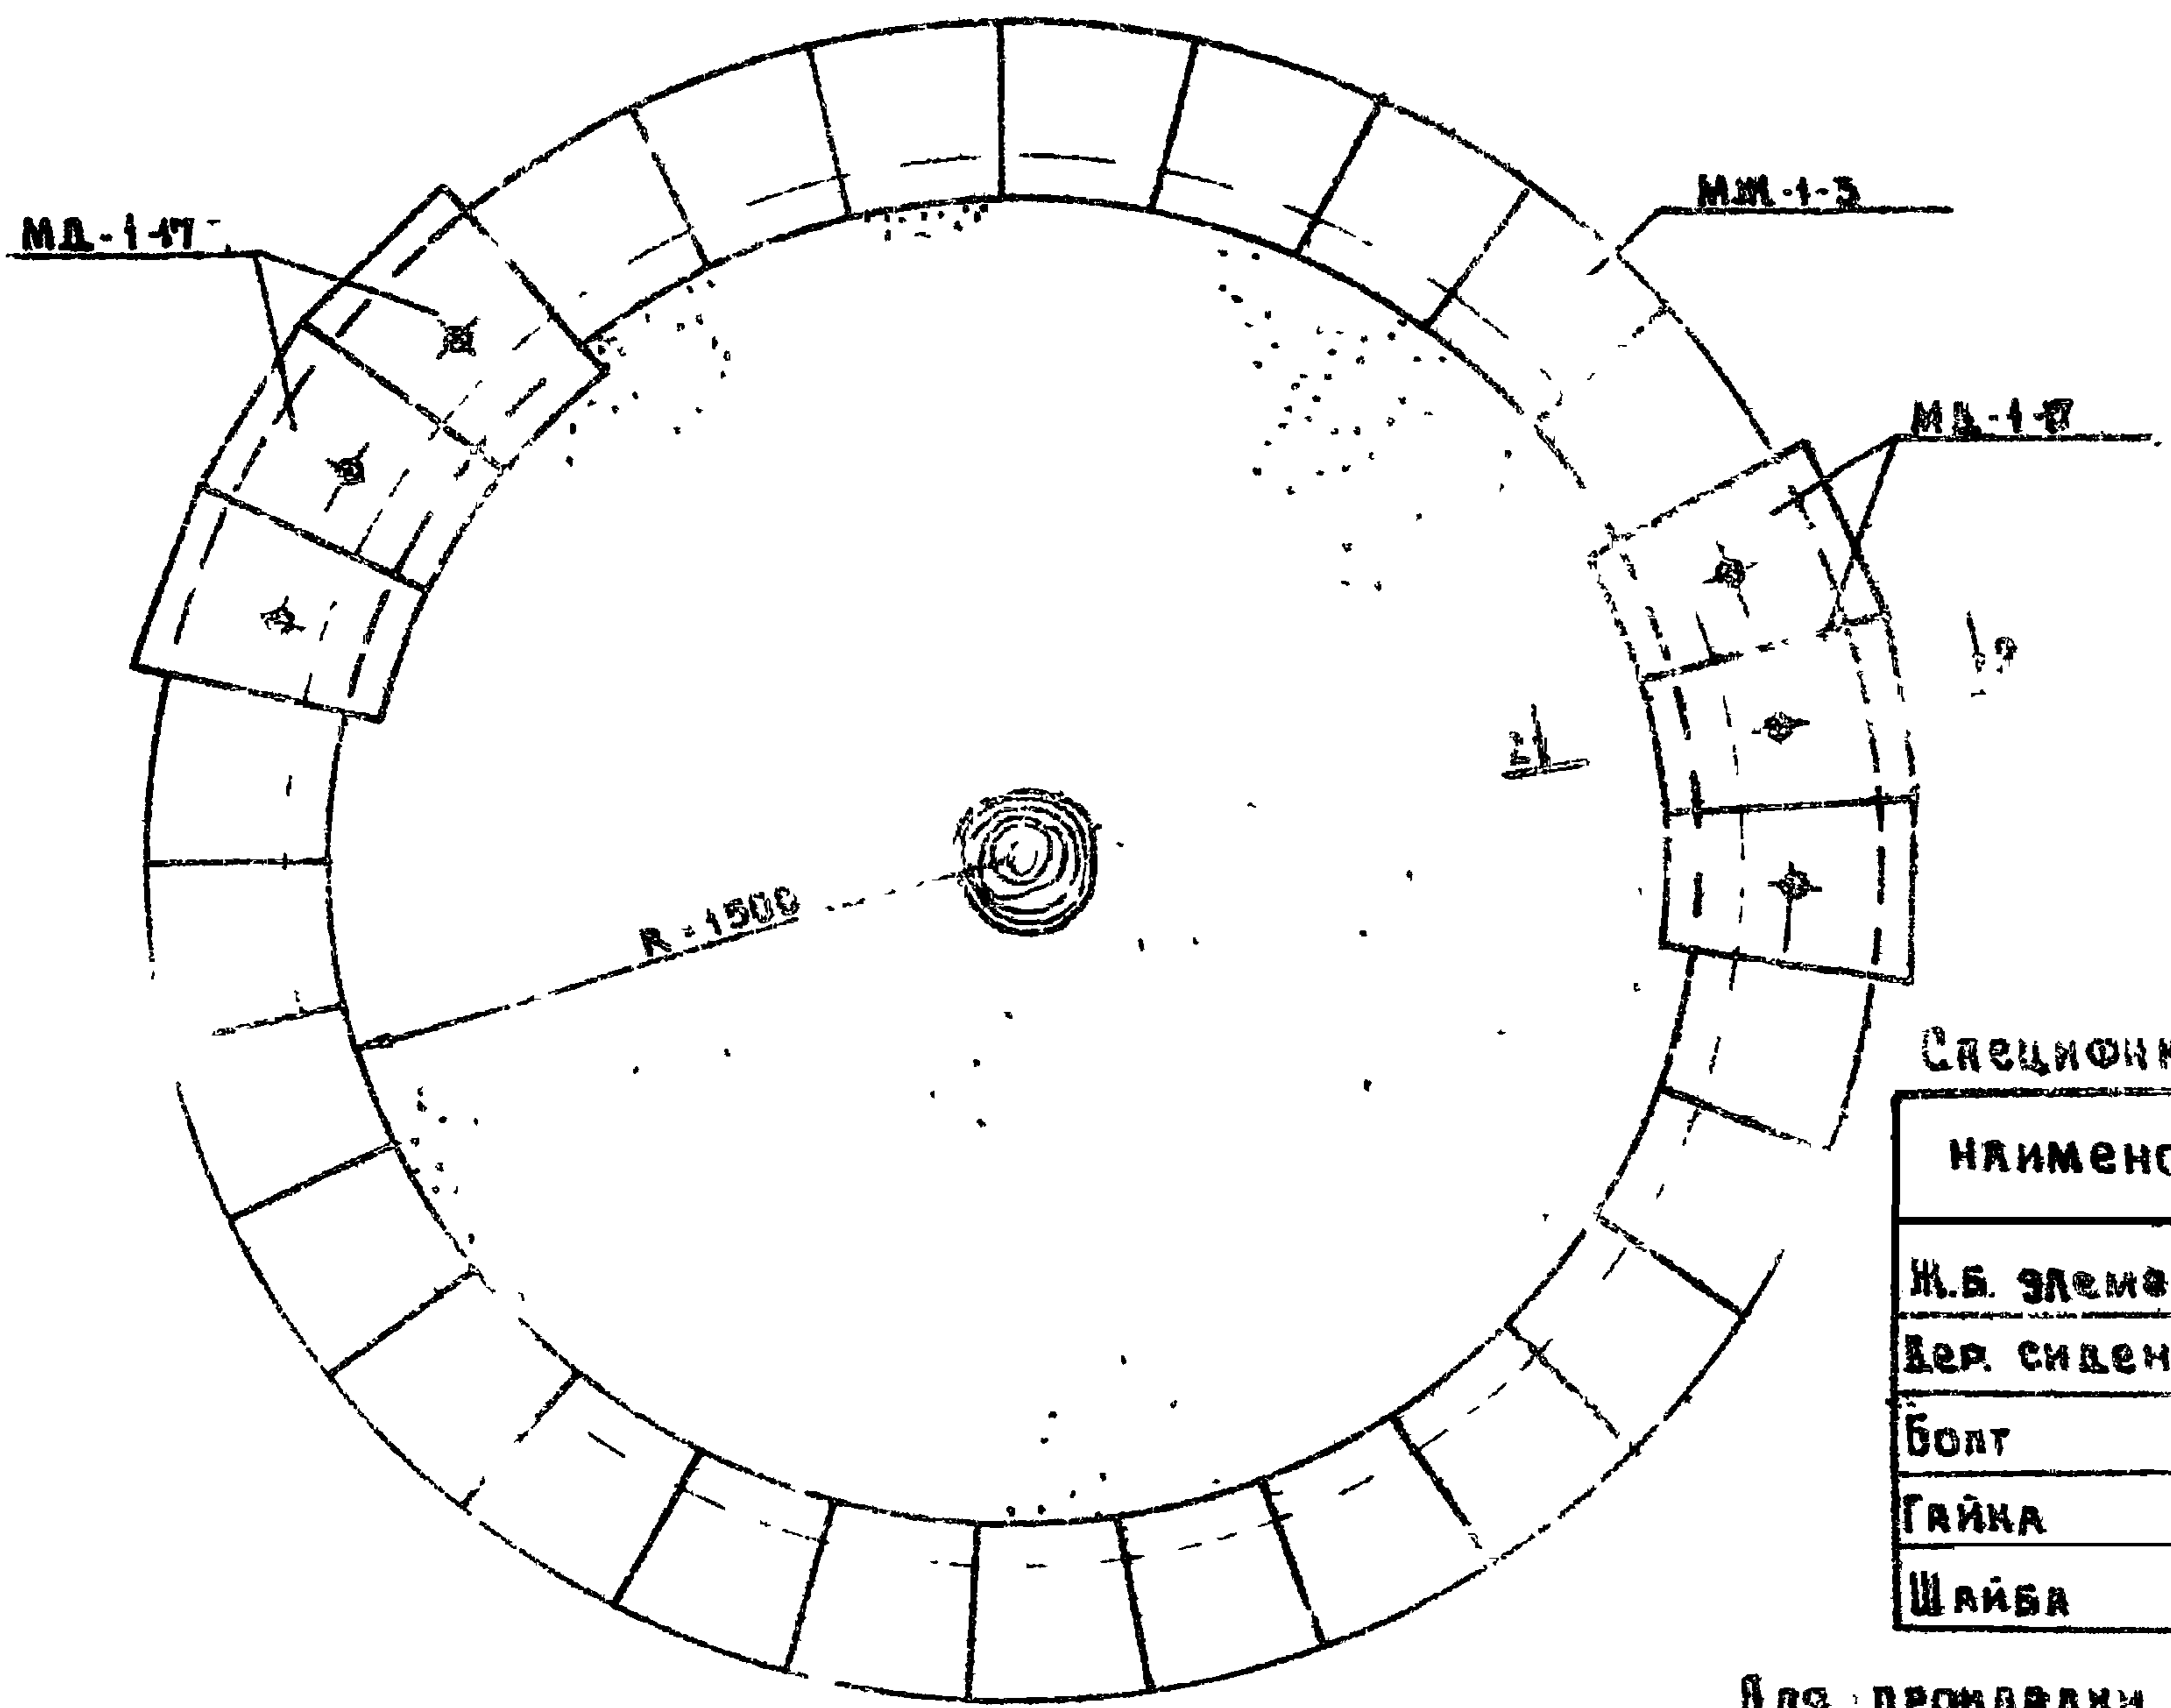 МД-1-17
МЖ-1-3
МД-1-17
R-1500
Специфик
наимено
Ж.Б. элеме
Дер. сиден
Болт
Гайка
Шайба
Для прокладки